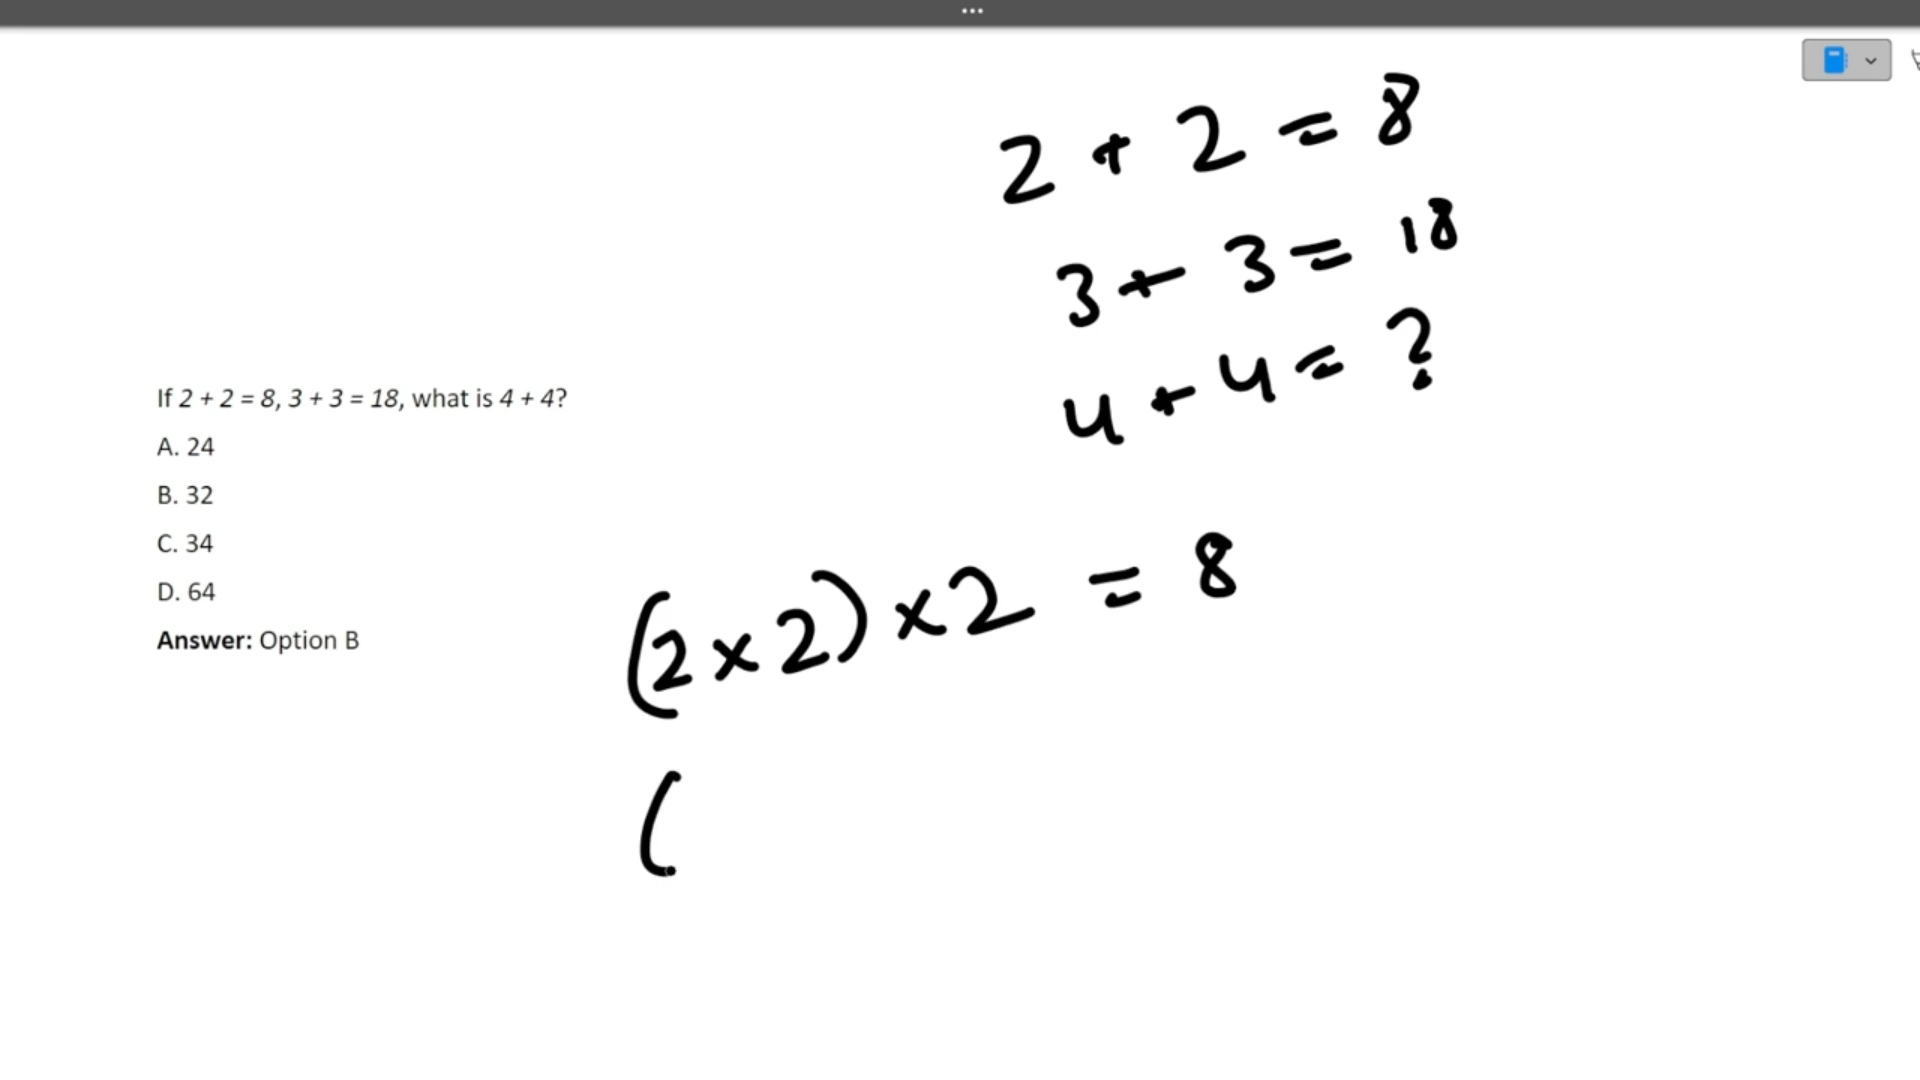 2 + 2 = 8
3 + 3 = 18
4 + 4 = ?
If 2 + 2 = 8, 3 + 3 = 18, what is 4 + 4?
A. 24
B. 32
C. 34
D. 64
Answer: Option B
(2 × 2) × 2 = 8
(